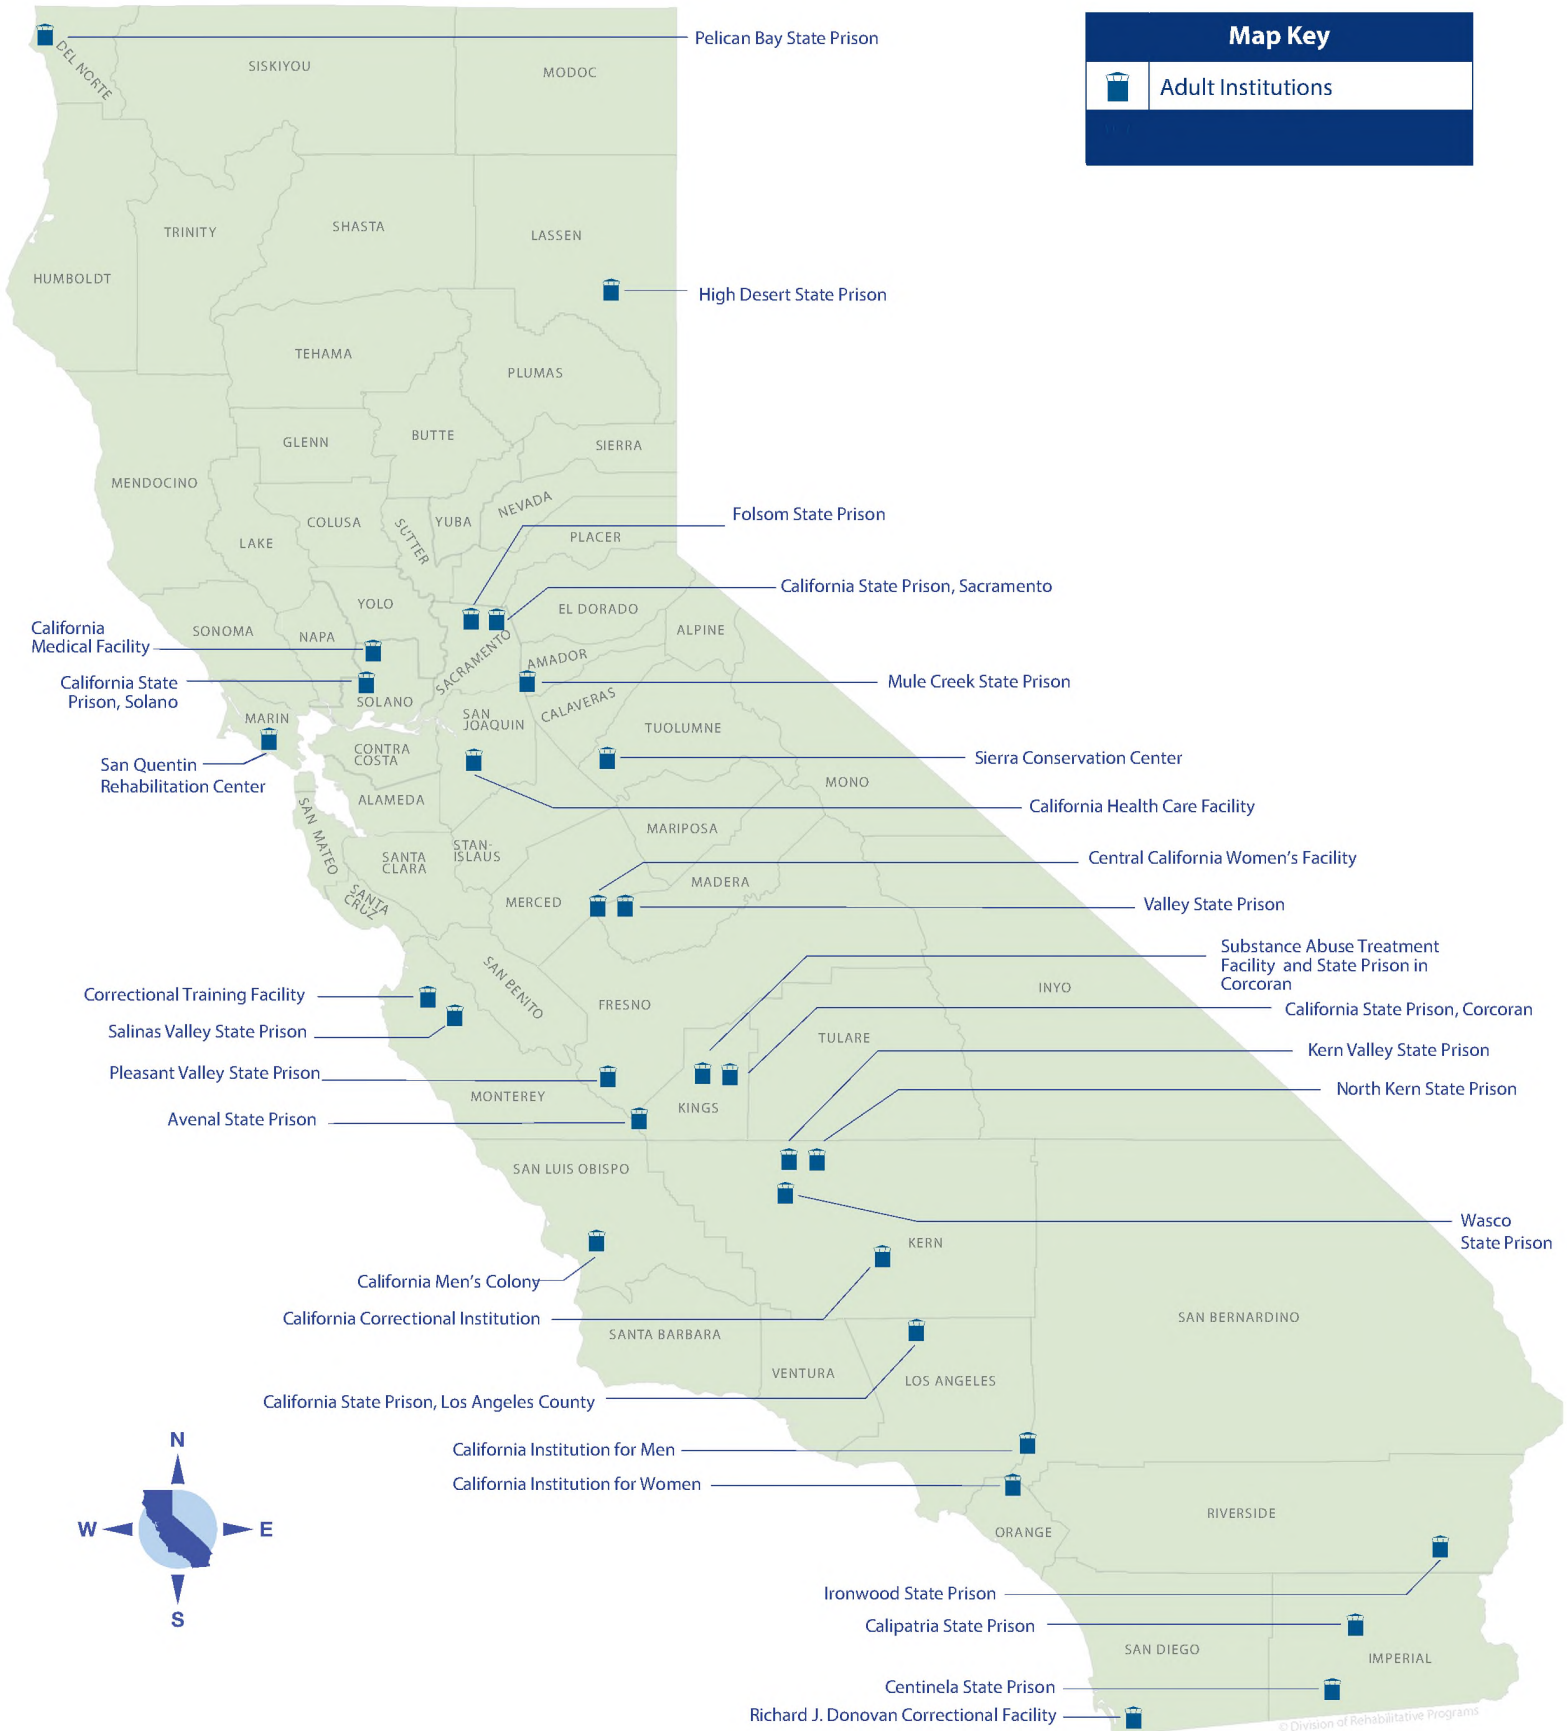 Map Key
Adult Institutions
Pelican Bay State Prison
DEL NORTE
SISKIYOU
MODOC
TRINITY
SHASTA
LASSEN
HUMBOLDT
High Desert State Prison
TEHAMA
PLUMAS
GLENN
BUTTE
SIERRA
MENDOCINO
NEVADA
COLUSA
SUTTER
YUBA
Folsom State Prison
LAKE
PLACER
California State Prison, Sacramento
YOLO
EL DORADO
SONOMA
NAPA
ALPINE
California
Medical Facility
SACRAMENTO
AMADOR
California State
Prison, Solano
SOLANO
Mule Creek State Prison
CALAVERAS
MARIN
SAN
JOAQUIN
TUOLUMNE
CONTRA
COSTA
San Quentin
Rehabilitation Center
Sierra Conservation Center
MONO
ALAMEDA
California Health Care Facility
SAN MATEO
MARIPOSA
STAN-
ISLAUS
SANTA
CLARA
Central California Women's Facility
MADERA
SANTA
CRUZ
MERCED
Valley State Prison
Substance Abuse Treatment
Facility and State Prison in
Corcoran
SAN BENITO
INYO
Correctional Training Facility
FRESNO
California State Prison, Corcoran
Salinas Valley State Prison
TULARE
Kern Valley State Prison
Pleasant Valley State Prison
North Kern State Prison
MONTEREY
KINGS
Avenal State Prison
SAN LUIS OBISPO
Wasco
State Prison
KERN
California Men's Colony
California Correctional Institution
SAN BERNARDINO
SANTA BARBARA
VENTURA
LOS ANGELES
California State Prison, Los Angeles County
N
California Institution for Men
California Institution for Women
W
E
RIVERSIDE
ORANGE
Ironwood State Prison
S
Calipatria State Prison
SAN DIEGO
IMPERIAL
Centinela State Prison
Richard J. Donovan Correctional Facility
© Division of Rehabilitative Programs